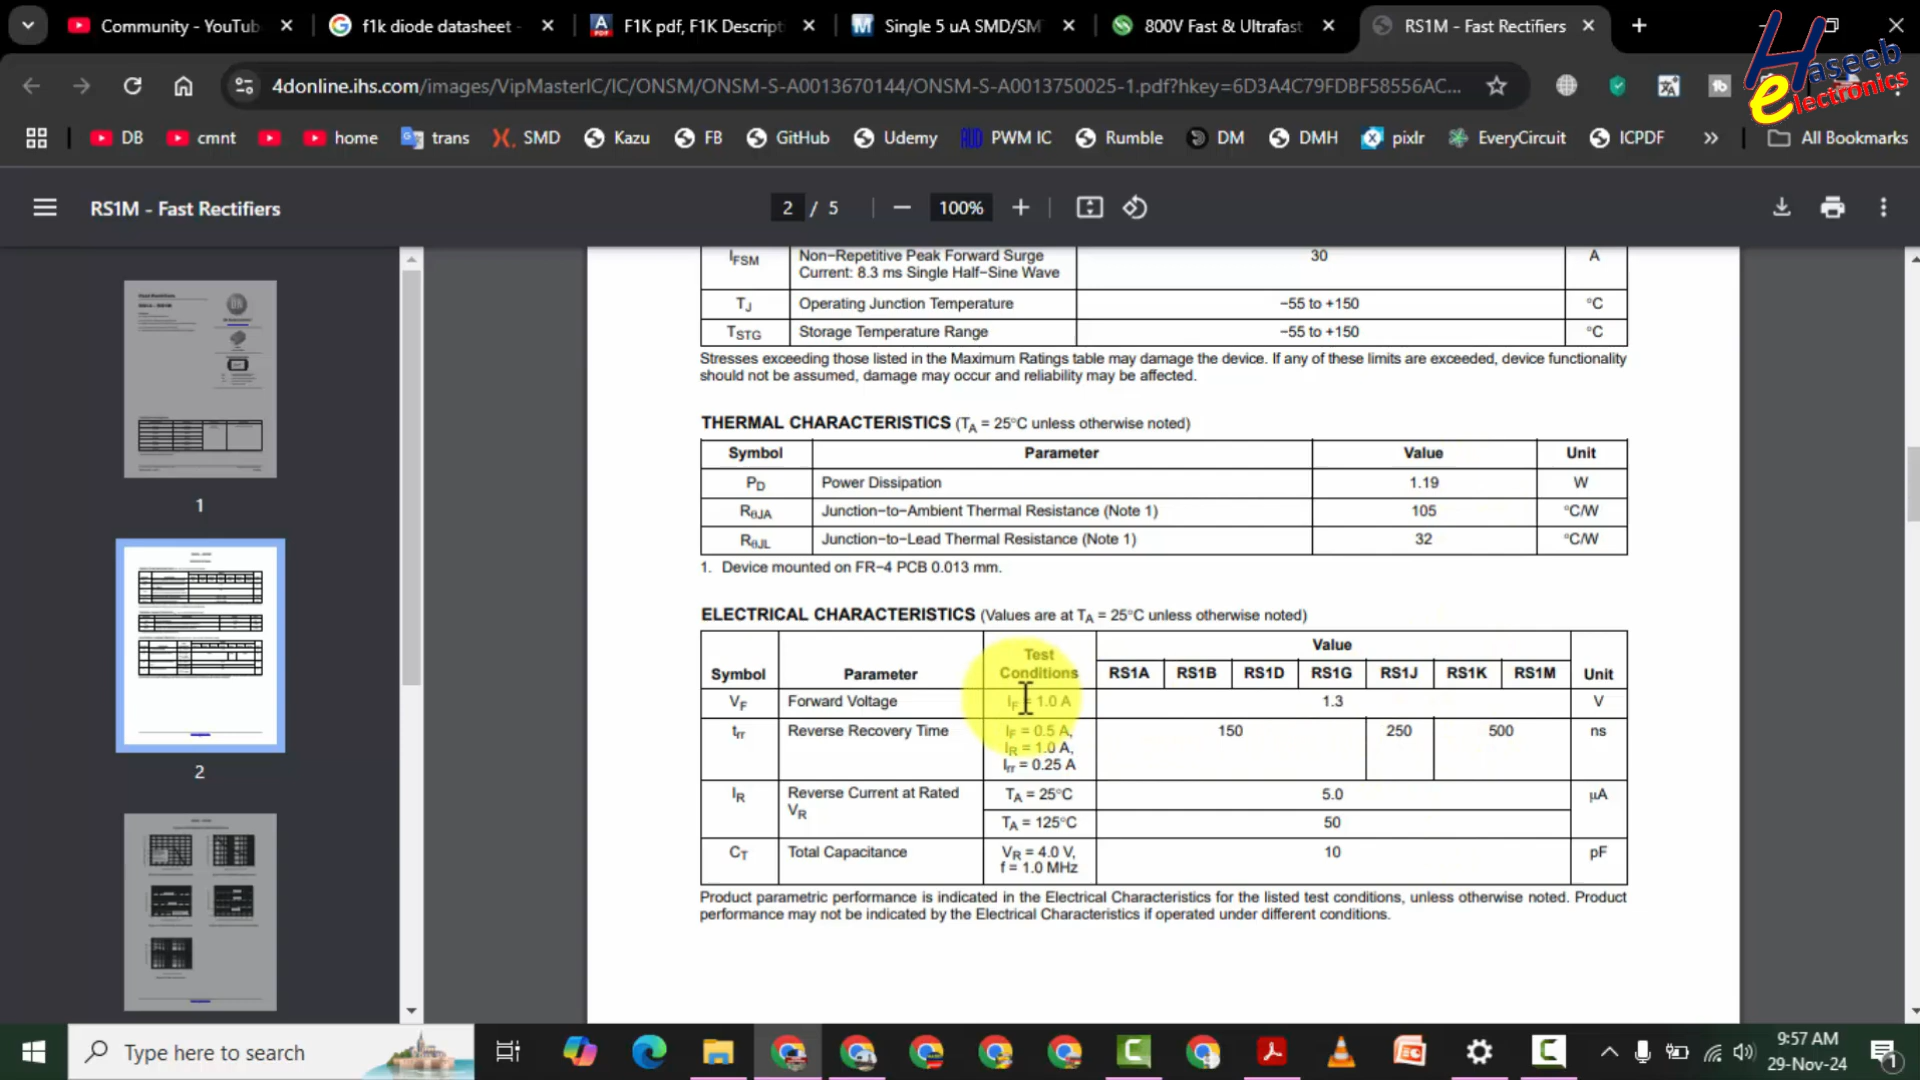 Community - YouTub
f1k diode datasheet -
F1K pdf, F1K Descript
Single 5 uA SMD/SMT
800V Fast & Ultrafast
RS1M - Fast Rectifiers
Haseeb
electronics
4donline.ihs.com/images/VipMasterIC/IC/ONSM/ONSM-S-A0013670144/ONSM-S-A0013750025-1.pdf?hkey=6D3A4C79FDBF58556AC...
DB
cmnt
home
trans
SMD
Kazu
FB
GitHub
Udemy
PWM IC
Rumble
DM
DMH
pixlr
EveryCircuit
ICPDF
»
All Bookmarks
RS1M - Fast Rectifiers
2 / 5
100%
1
2
IFSM Non−Repetitive Peak Forward Surge 30 A
Current: 8.3 ms Single Half−Sine Wave
TJ Operating Junction Temperature −55 to +150 °C
TSTG Storage Temperature Range −55 to +150 °C
Stresses exceeding those listed in the Maximum Ratings table may damage the device. If any of these limits are exceeded, device functionality
should not be assumed, damage may occur and reliability may be affected.
THERMAL CHARACTERISTICS (TA = 25°C unless otherwise noted)
Symbol Parameter Value Unit
PD Power Dissipation 1.19 W
RθJA Junction−to−Ambient Thermal Resistance (Note 1) 105 °C/W
RθJL Junction−to−Lead Thermal Resistance (Note 1) 32 °C/W
1. Device mounted on FR−4 PCB 0.013 mm.
ELECTRICAL CHARACTERISTICS (Values are at TA = 25°C unless otherwise noted)
Value
Symbol Parameter Test Conditions RS1A RS1B RS1D RS1G RS1J RS1K RS1M Unit
VF Forward Voltage IF = 1.0 A 1.3 V
trr Reverse Recovery Time IF = 0.5 A, 150 250 500 ns
IR = 1.0 A,
Irr = 0.25 A
IR Reverse Current at Rated VR TA = 25°C 5.0 µA
TA = 125°C 50
CT Total Capacitance VR = 4.0 V, 10 pF
f = 1.0 MHz
Product parametric performance is indicated in the Electrical Characteristics for the listed test conditions, unless otherwise noted. Product
performance may not be indicated by the Electrical Characteristics if operated under different conditions.
Type here to search
9:57 AM
29-Nov-24
1